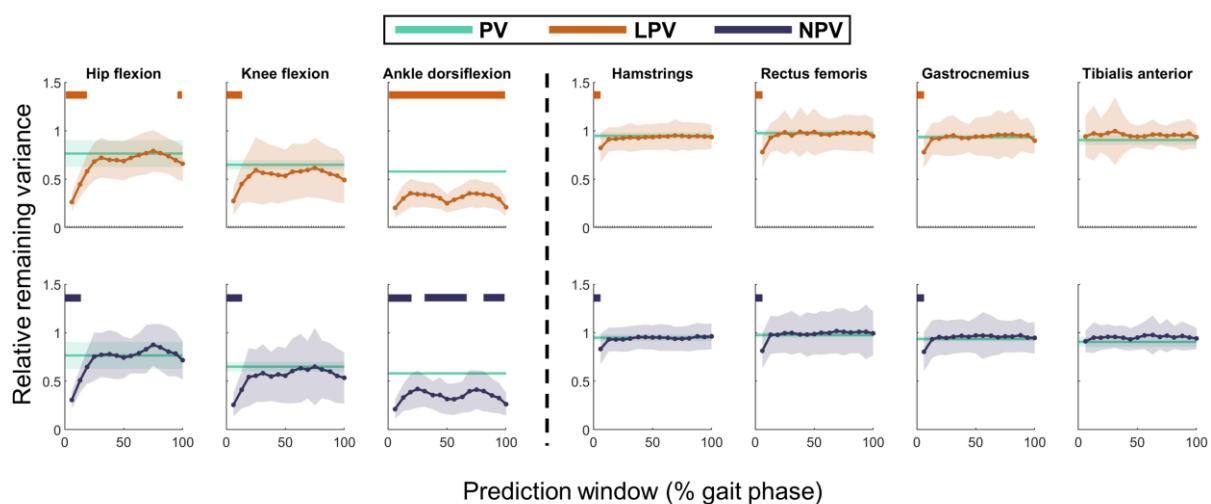 PV LPV NPV
Hip flexion Knee flexion Ankle dorsiflexion Hamstrings Rectus femoris Gastrocnemius Tibialis anterior
1.5
1
0.5
0
1.5
1
0.5
0
Relative remaining variance
0 50 100 0 50 100 0 50 100 0 50 100 0 50 100 0 50 100 0 50 100
Prediction window (% gait phase)